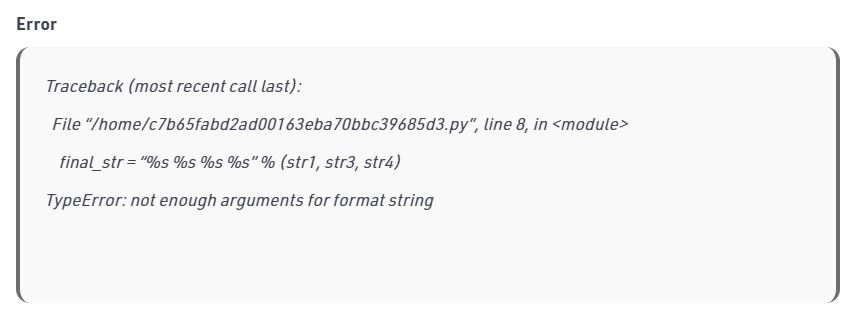 Error
Traceback (most recent call last):
File “/home/c7b65fabd2ad00163eba70bbc39685d3.py”, line 8, in <module>
final_str = “%s %s %s %s” % (str1, str3, str4)
TypeError: not enough arguments for format string